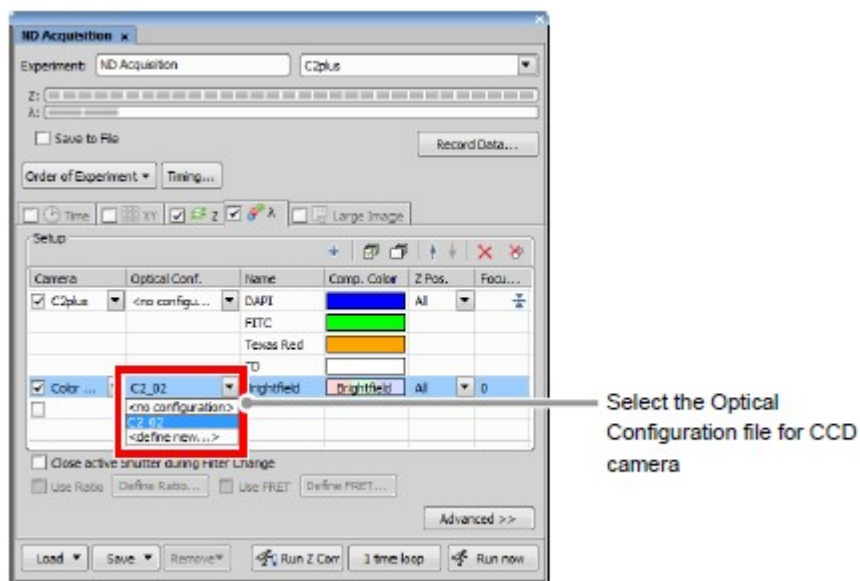 ND Acquisition x
Experiment: ND Acquisition C2plus
Z:
λ:
Save to File
Record Data...
Order of Experiment Timing...
Time XY Z λ Large Image
Setup
Camera Optical Conf. Name Comp. Color Z Pos. Focu...
C2plus <no configu... DAPI All
FITC
Texas Red
TD
Color ... C2_02 Brightfield Brightfield All 0
<no configuration>
C2_02
<define new...>
Close active Shutter during Filter Change
Use Ratio Define Ratio... Use FRET Define FRET...
Advanced >>
Load Save Remove Run Z Corr 1 time loop Run now
Select the Optical
Configuration file for CCD
camera